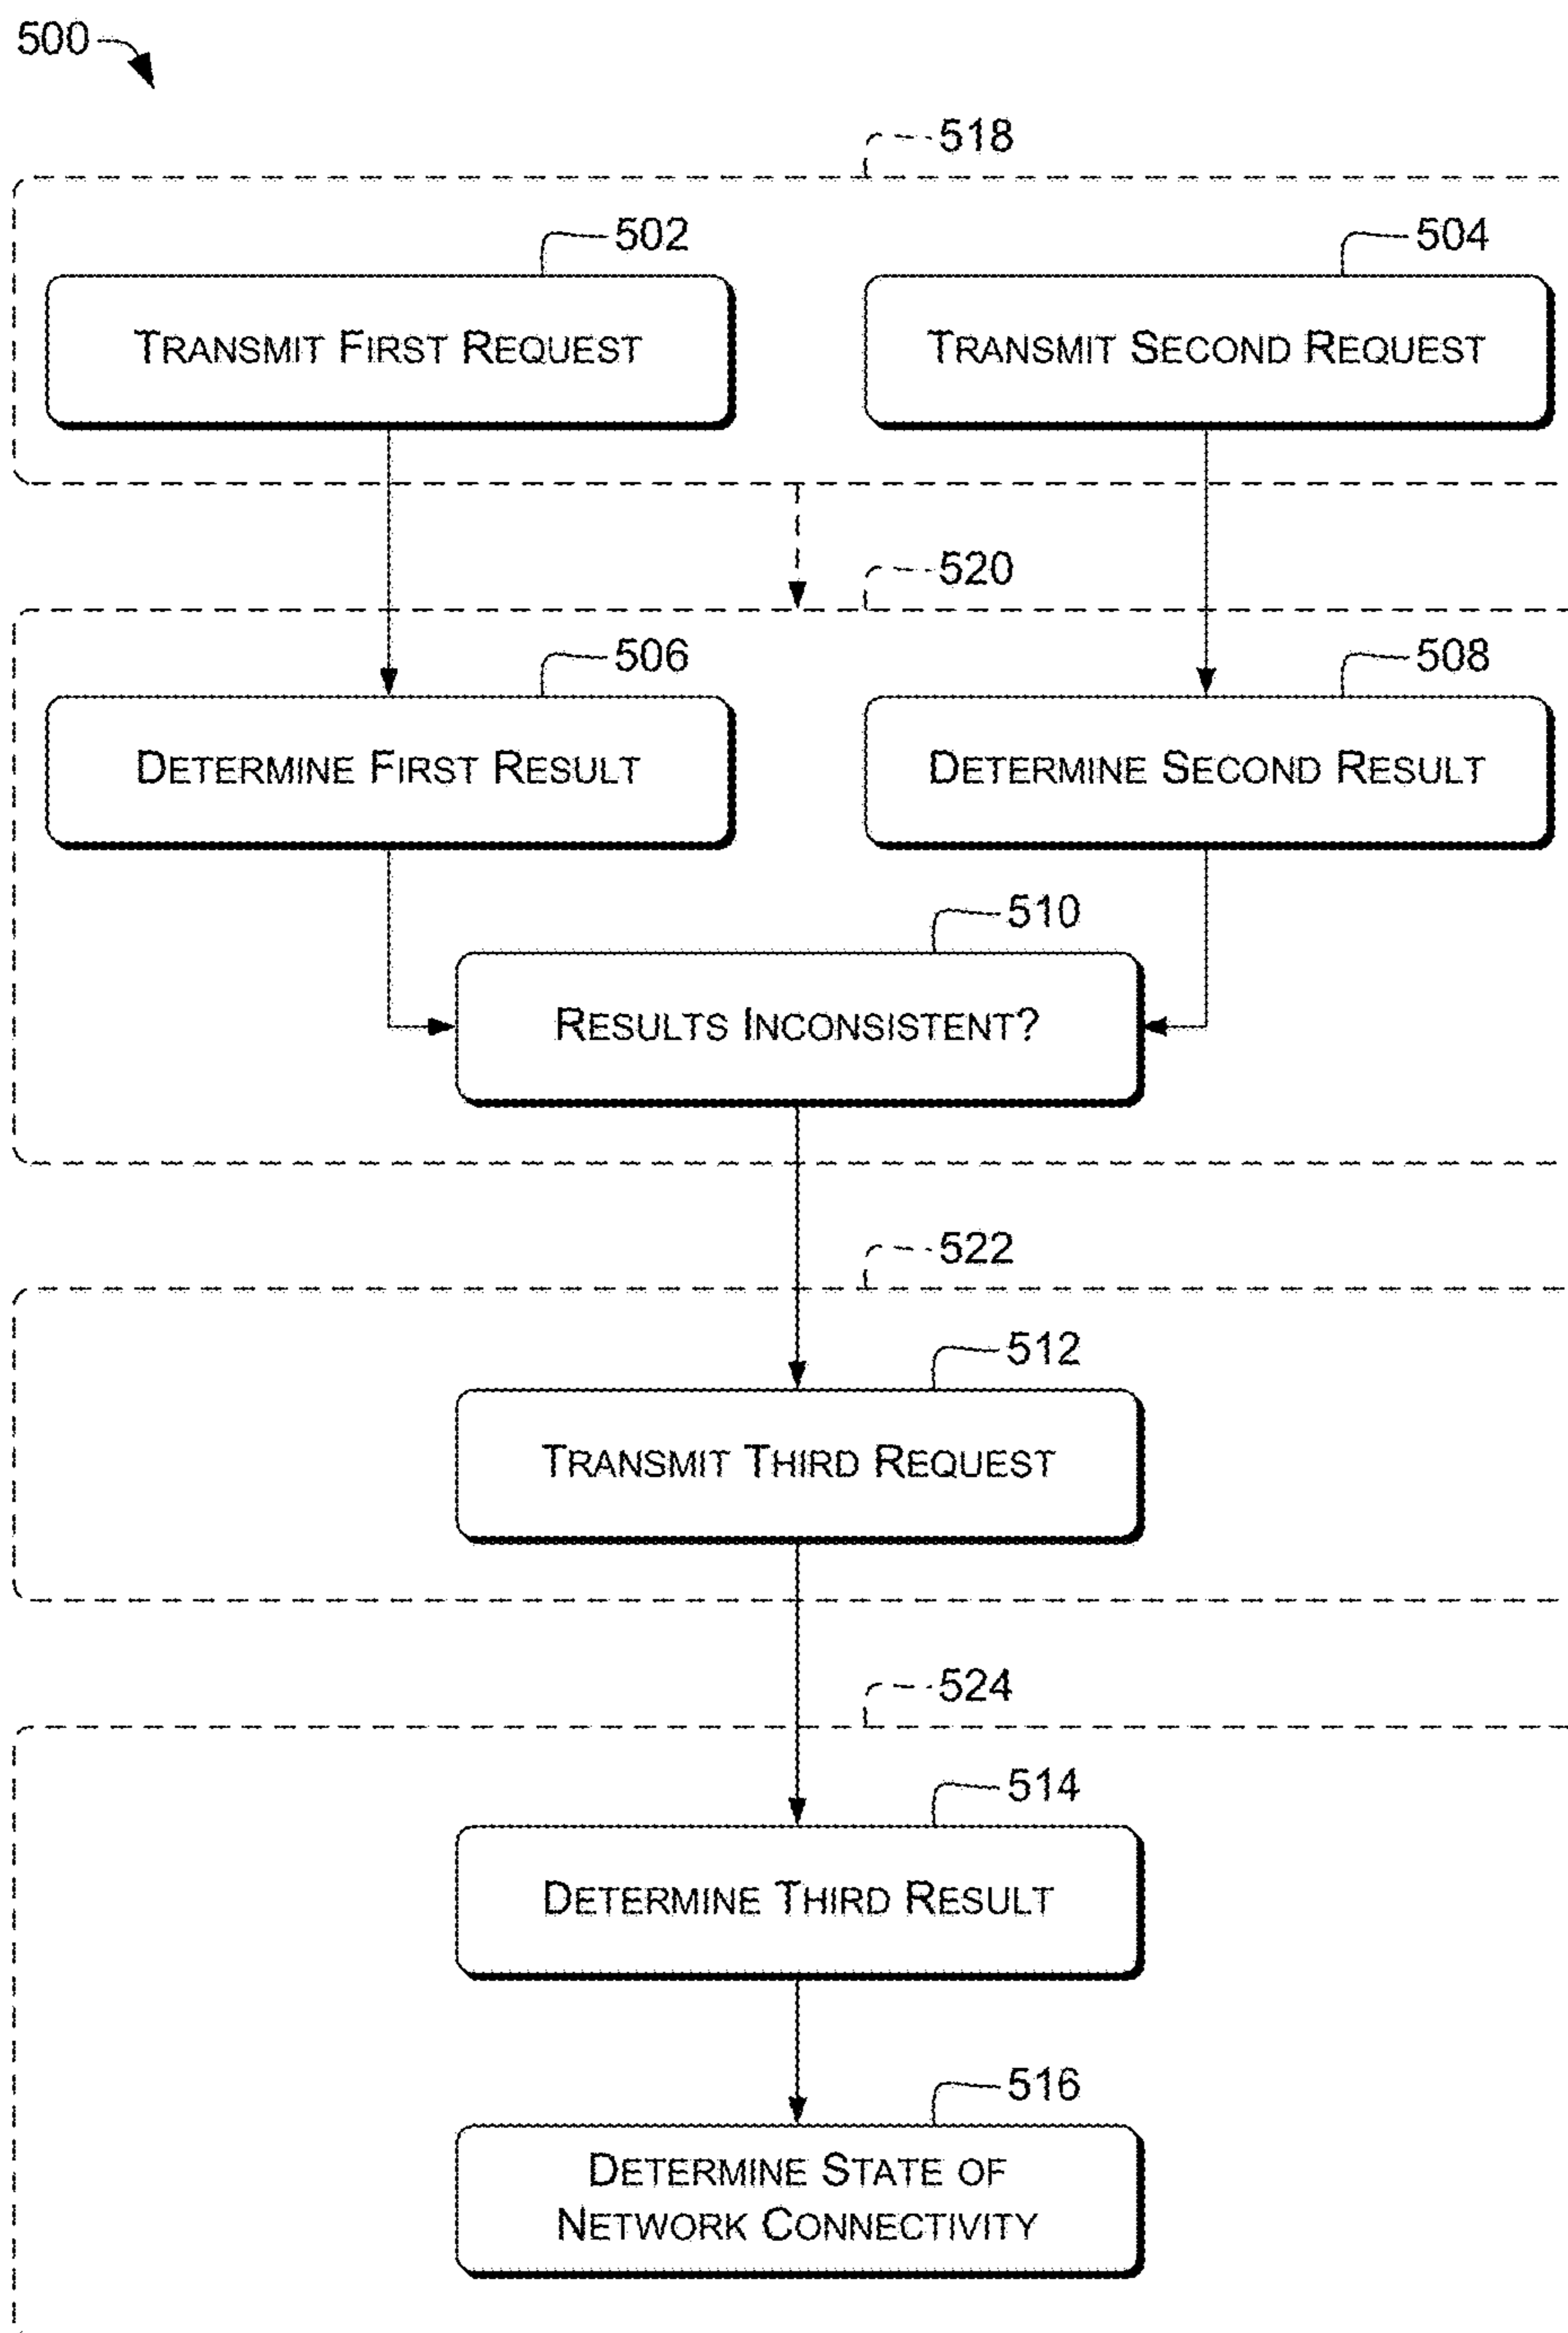 500
518
502
504
TRANSMIT FIRST REQUEST
TRANSMIT SECOND REQUEST
520
506
508
DETERMINE FIRST RESULT
DETERMINE SECOND RESULT
510
RESULTS INCONSISTENT?
522
512
TRANSMIT THIRD REQUEST
524
514
DETERMINE THIRD RESULT
516
DETERMINE STATE OF
NETWORK CONNECTIVITY